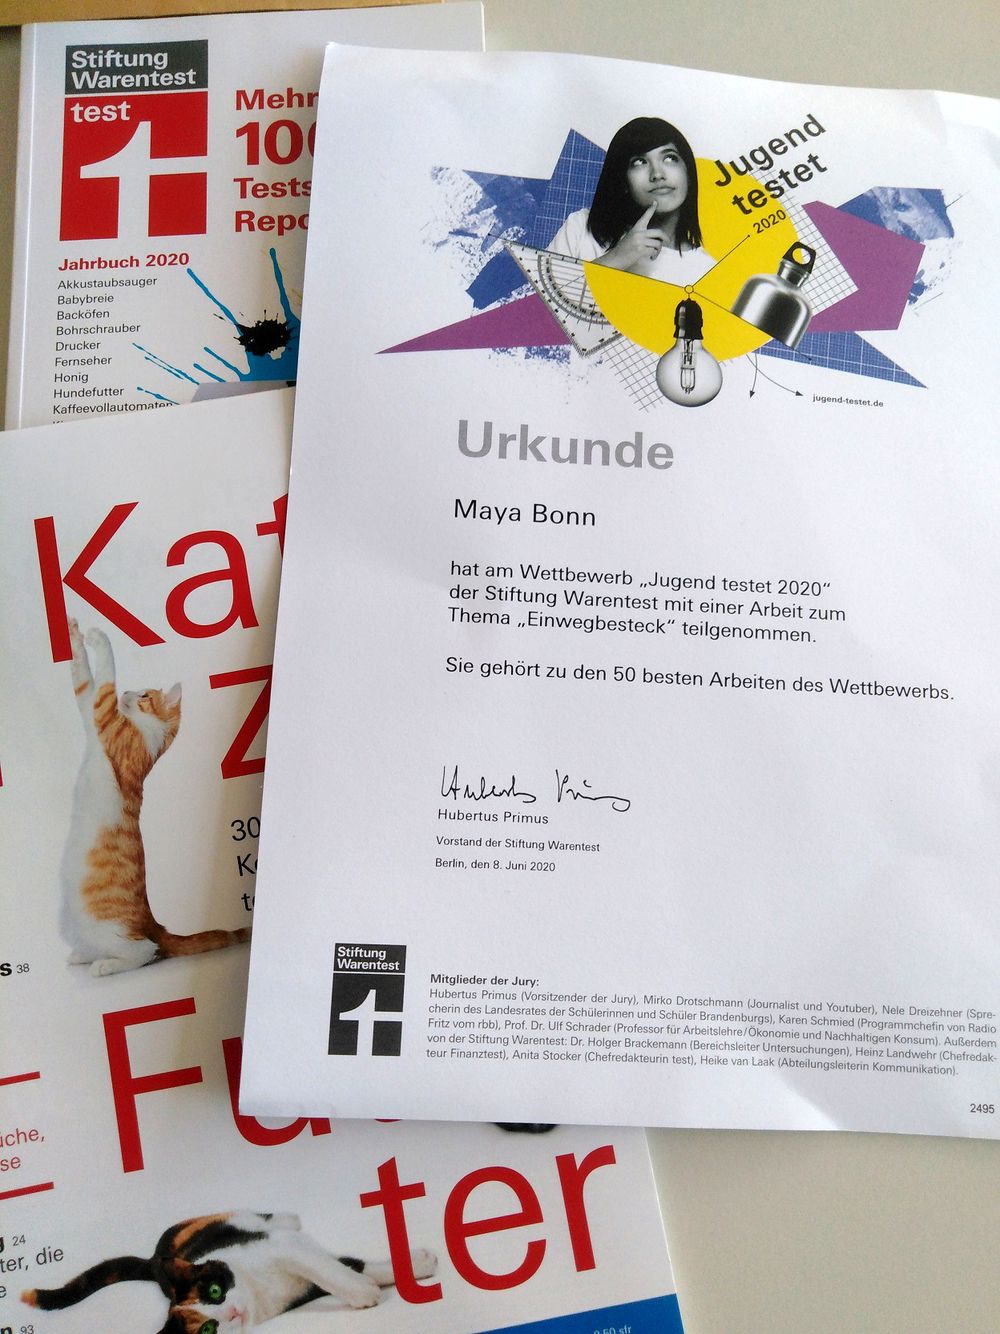 Stiftung
Warentest
test
Mehr
100
Tests
Repo
Jahrbuch 2020
Akkustaubsauger
Babybreie
Backöfen
Bohrschrauber
Drucker
Fernseher
Honig
Hundefutter
Kaffeevollautomaten
Jugend
testet
2020
jugend-testet.de
Urkunde
Maya Bonn
hat am Wettbewerb „Jugend testet 2020“
der Stiftung Warentest mit einer Arbeit zum
Thema „Einwegbesteck“ teilgenommen.
Sie gehört zu den 50 besten Arbeiten des Wettbewerbs.
Hubertus Primus
Hubertus Primus
Vorstand der Stiftung Warentest
Berlin, den 8. Juni 2020
Stiftung
Warentest
Mitglieder der Jury:
Hubertus Primus (Vorsitzender der Jury), Mirko Drotschmann (Journalist und Youtuber), Nele Dreizehner (Spre-
cherin des Landesrates der Schülerinnen und Schüler Brandenburgs), Karen Schmied (Programmchefin von Radio
Fritz vom rbb), Prof. Dr. Ulf Schrader (Professor für Arbeitslehre/Ökonomie und Nachhaltigen Konsum). Außerdem
von der Stiftung Warentest: Dr. Holger Brackemann (Bereichsleiter Untersuchungen), Heinz Landwehr (Chefredak-
teur Finanztest), Anita Stocker (Chefredakteurin test), Heike van Laak (Abteilungsleiterin Kommunikation).
2495
Kat
z
30
K
t
s 38
Fu
ter
üche,
se
g 24
ter, die
e
n 93
8,50 sfr